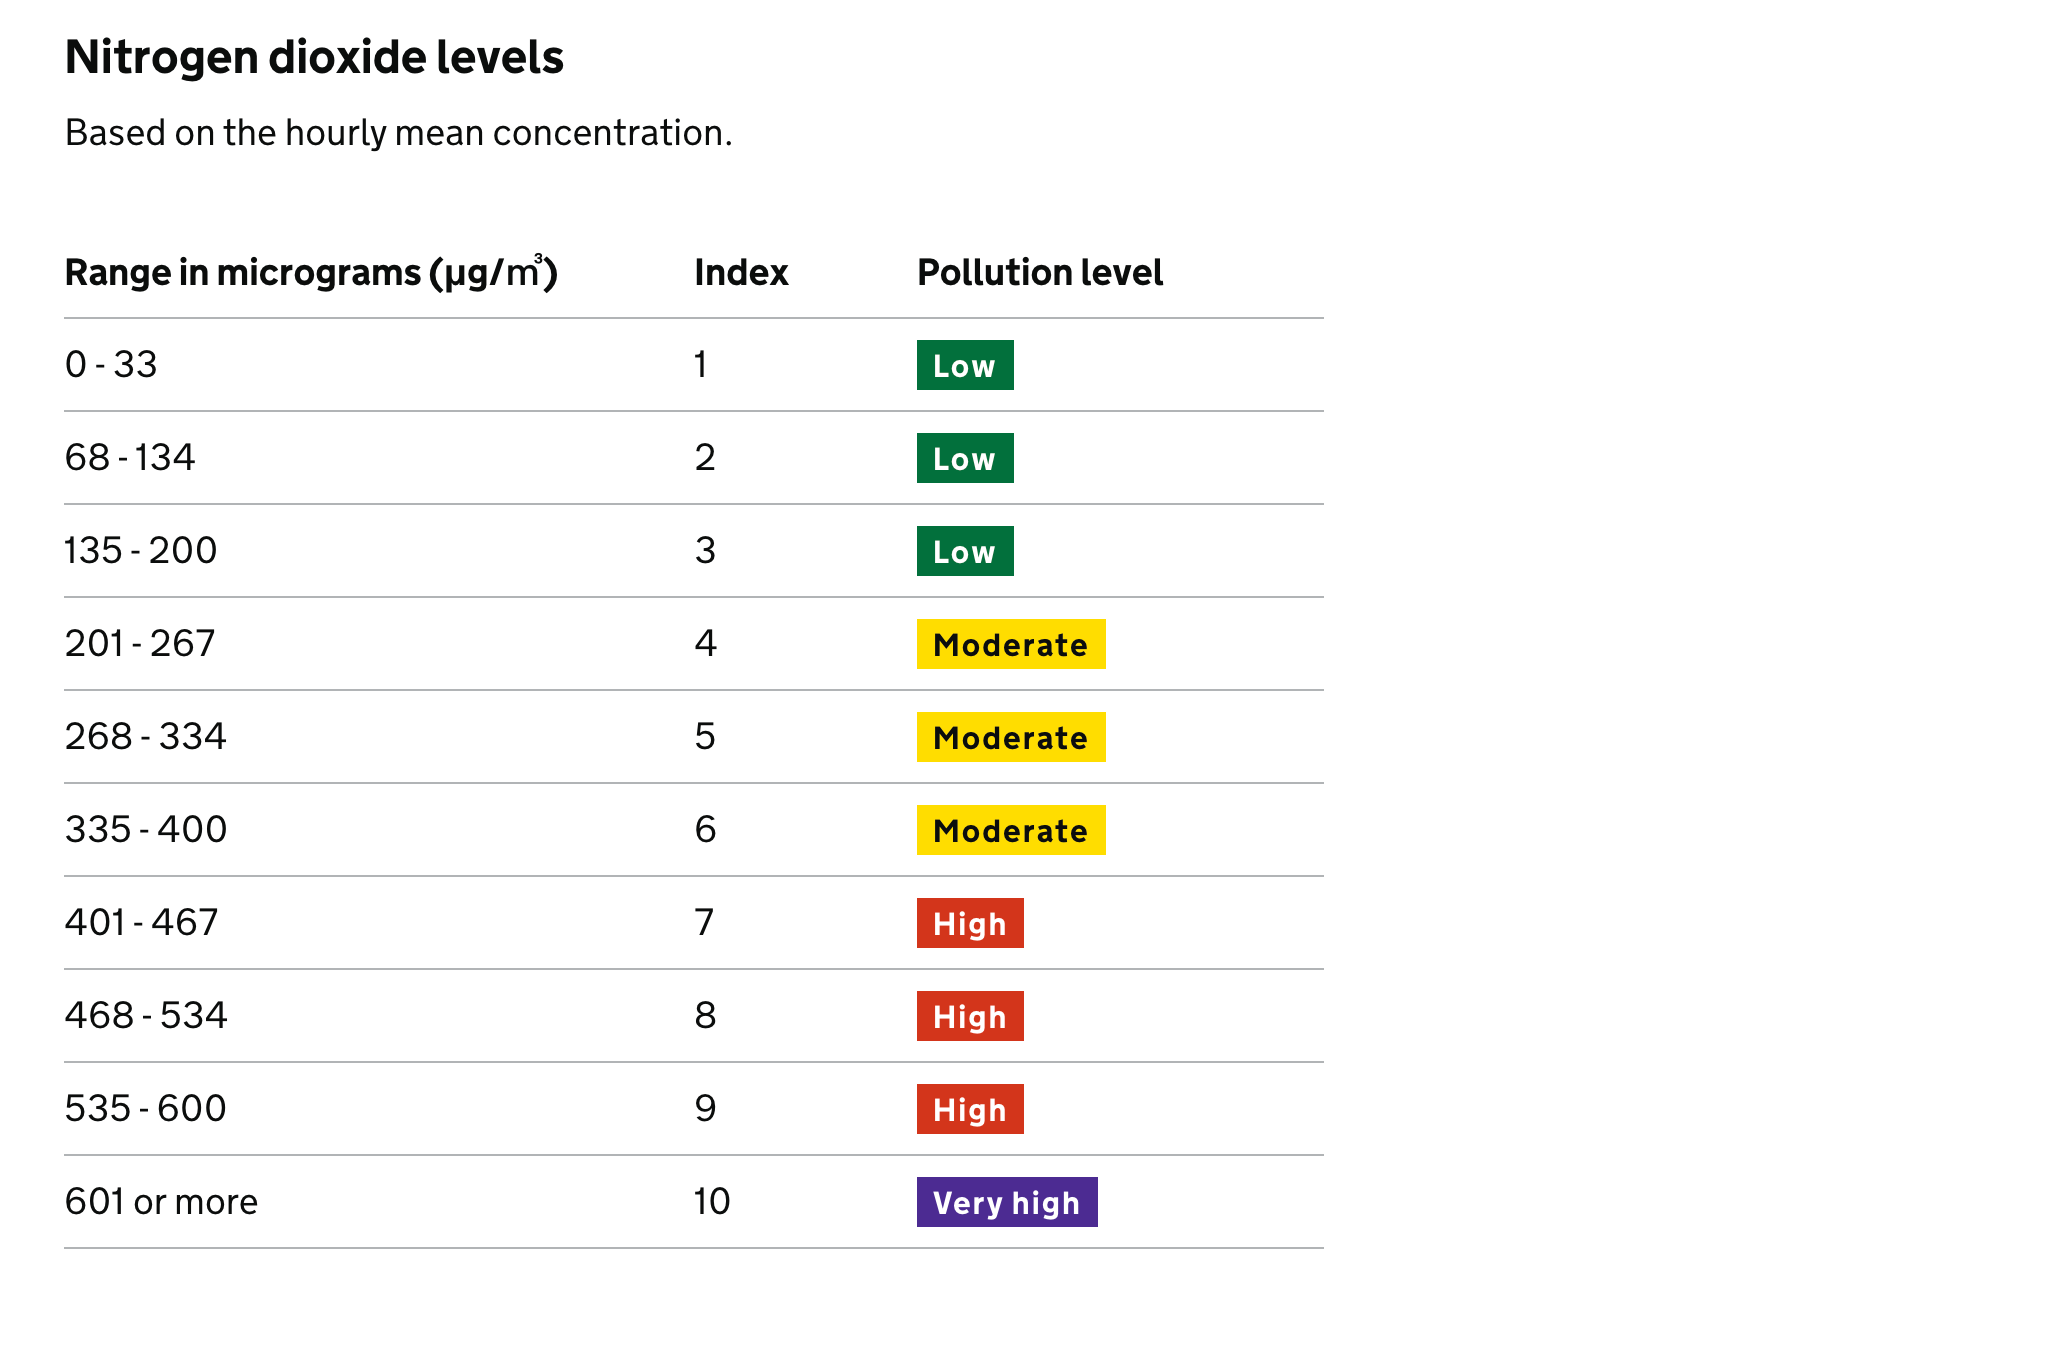 Nitrogen dioxide levels
Based on the hourly mean concentration.
Range in micrograms (µg/m³) Index Pollution level
0 - 33 1 Low
68 - 134 2 Low
135 - 200 3 Low
201 - 267 4 Moderate
268 - 334 5 Moderate
335 - 400 6 Moderate
401 - 467 7 High
468 - 534 8 High
535 - 600 9 High
601 or more 10 Very high